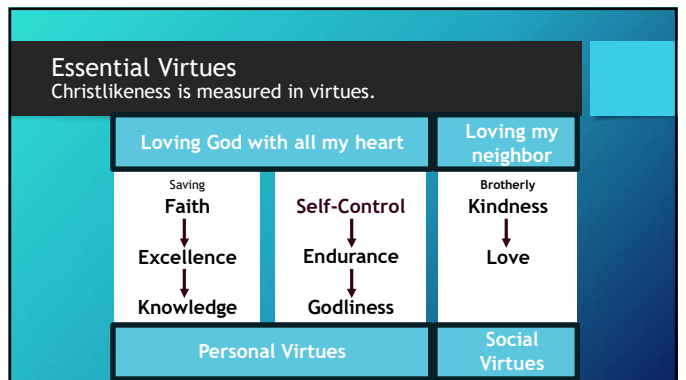 Essential Virtues
Christlikeness is measured in virtues.
Loving God with all my heart
Loving my
neighbor
Saving
Faith
Excellence
Knowledge
Self-Control
Endurance
Godliness
Brotherly
Kindness
Love
Personal Virtues
Social
Virtues